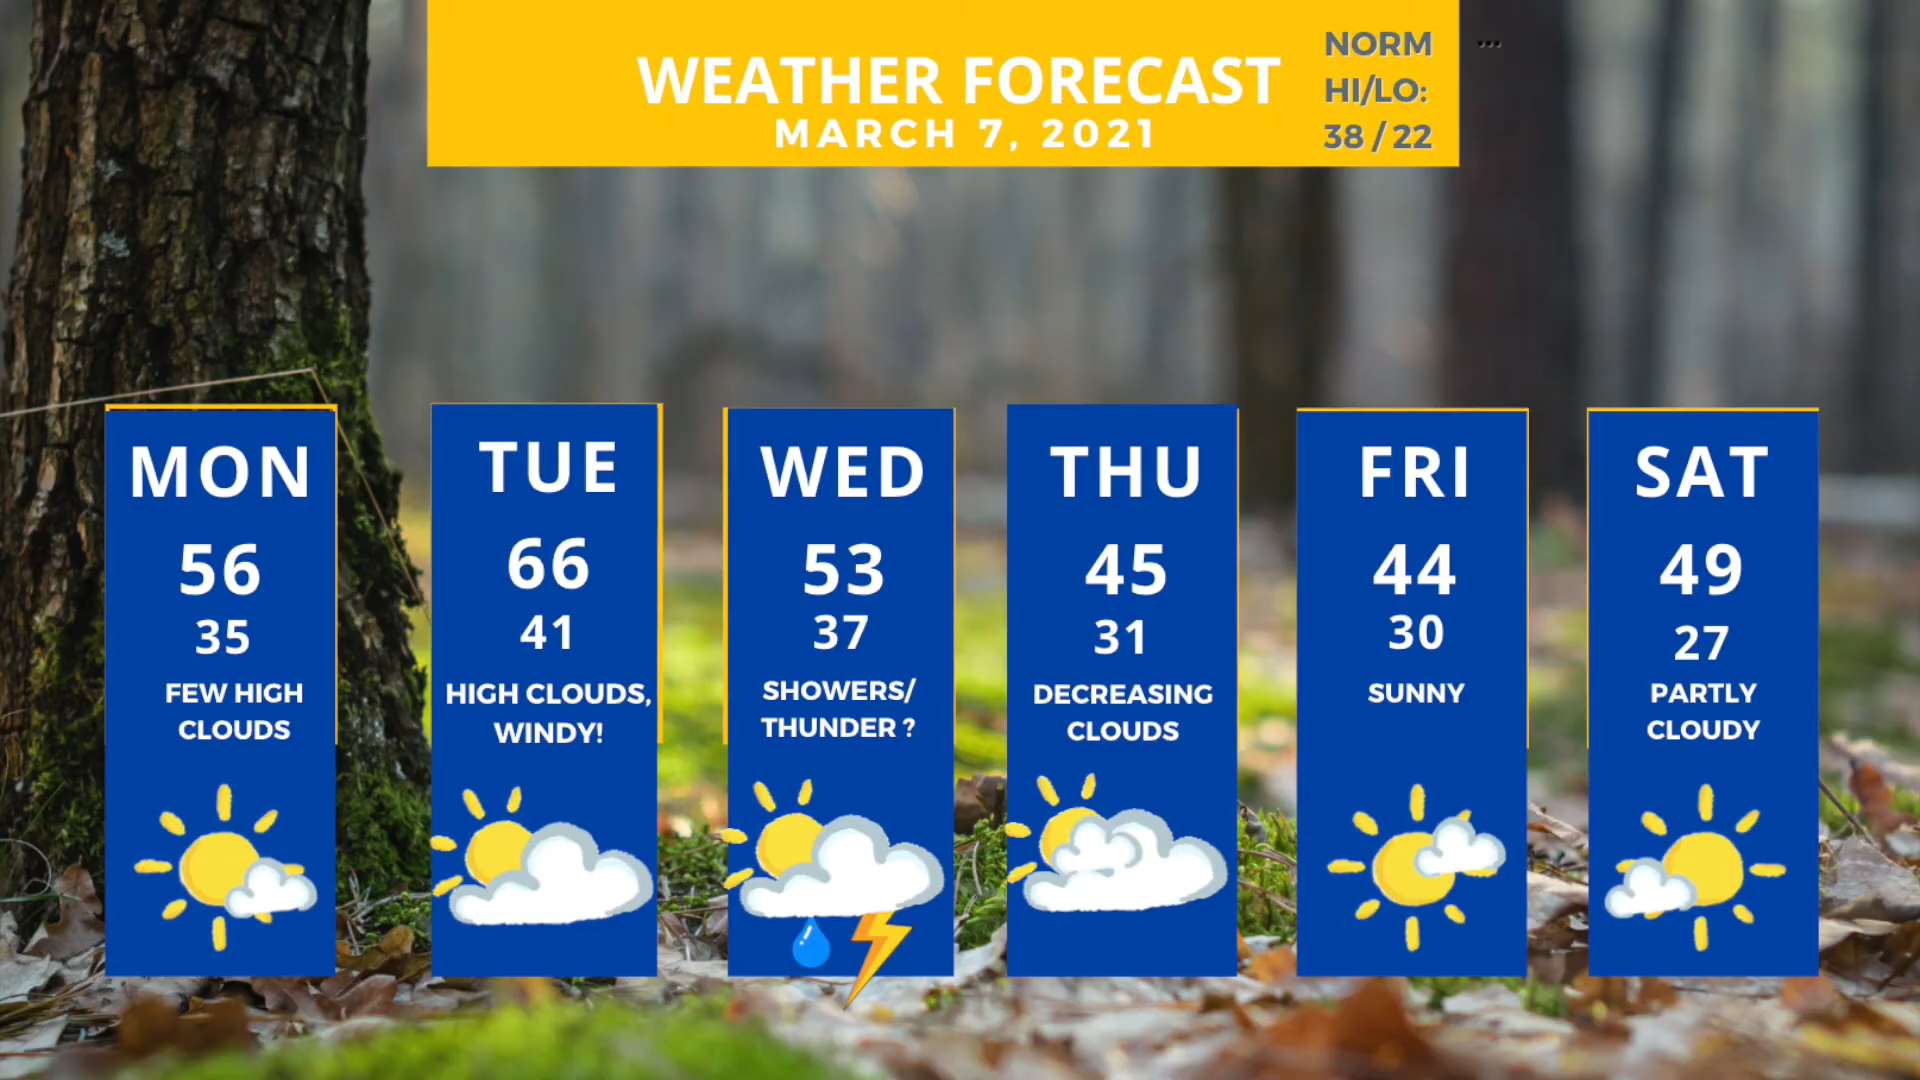 WEATHER FORECAST
MARCH 7, 2021
NORM
HI/LO:
38 / 22
...
MON
56
35
FEW HIGH
CLOUDS
TUE
66
41
HIGH CLOUDS,
WINDY!
WED
53
37
SHOWERS/
THUNDER ?
THU
45
31
DECREASING
CLOUDS
FRI
44
30
SUNNY
SAT
49
27
PARTLY
CLOUDY